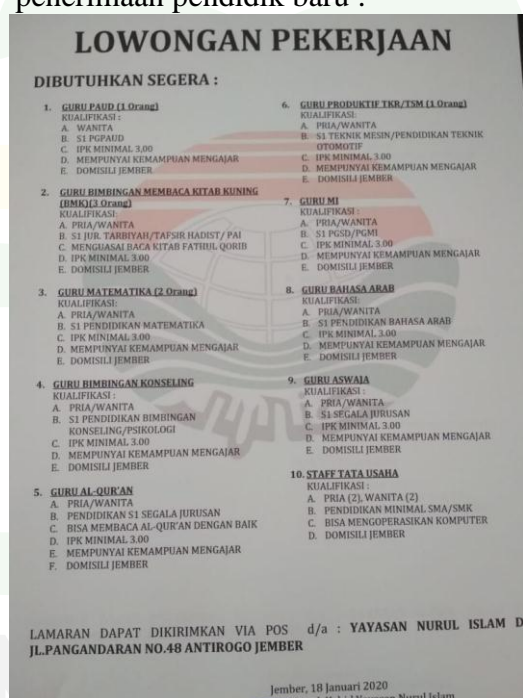 penerimaan pendidik baru :
LOWONGAN PEKERJAAN
DIBUTUHKAN SEGERA :
1. GURU PAUD (1 Orang)
KUALIFIKASI :
A. WANITA
B. S1 PGPAUD
C. IPK MINIMAL 3,00
D. MEMPUNYAI KEMAMPUAN MENGAJAR
E. DOMISILI JEMBER
2. GURU BIMBINGAN MEMBACA KITAB KUNING
(BMK)(3 Orang)
KUALIFIKASI:
A. PRIA/WANITA
B. S1 JUR. TARBIYAH/TAFSIR HADIST/ PAI
C. MENGUASAI BACA KITAB FATHUL QORIB
D. IPK MINIMAL 3.00
E. DOMISILI JEMBER
3. GURU MATEMATIKA (2 Orang)
KUALIFIKASI :
A. PRIA/WANITA
B. S1 PENDIDIKAN MATEMATIKA
C. IPK MINIMAL 3.00
D. MEMPUNYAI KEMAMPUAN MENGAJAR
E. DOMISILI JEMBER
4. GURU BIMBINGAN KONSELING
KUALIFIKASI :
A. PRIA/WANITA
B. S1 PENDIDIKAN BIMBINGAN
KONSELING/PSIKOLOGI
C. IPK MINIMAL 3.00
D. MEMPUNYAI KEMAMPUAN MENGAJAR
E. DOMISILI JEMBER
5. GURU AL-QUR'AN
A. PRIA/WANITA
B. PENDIDIKAN S1 SEGALA JURUSAN
C. BISA MEMBACA AL-QUR'AN DENGAN BAIK
D. IPK MINIMAL 3.00
E. MEMPUNYAI KEMAMPUAN MENGAJAR
F. DOMISILI JEMBER
6. GURU PRODUKTIF TKR/TSM (1 Orang)
KUALIFIKASI :
A. PRIA/WANITA
B. S1 TEKNIK MESIN/PENDIDIKAN TEKNIK
OTOMOTIF
C. IPK MINIMAL 3.00
D. MEMPUNYAI KEMAMPUAN MENGAJAR
E. DOMISILI JEMBER
7. GURU MI
KUALIFIKASI :
A. PRIA/WANITA
B. S1 PGSD/PGMI
C. IPK MINIMAL 3.00
D. MEMPUNYAI KEMAMPUAN MENGAJAR
E. DOMISILI JEMBER
8. GURU BAHASA ARAB
KUALIFIKASI :
A. PRIA/WANITA
B. S1 PENDIDIKAN BAHASA ARAB
C. IPK MINIMAL 3.00
D. MEMPUNYAI KEMAMPUAN MENGAJAR
E. DOMISILI JEMBER
9. GURU ASWAJA
KUALIFIKASI :
A. PRIA/WANITA
B. S1 SEGALA JURUSAN
C. IPK MINIMAL 3.00
D. MEMPUNYAI KEMAMPUAN MENGAJAR
E. DOMISILI JEMBER
10. STAFF TATA USAHA
KUALIFIKASI :
A. PRIA (2), WANITA (2)
B. PENDIDIKAN MINIMAL SMA/SMK
C. BISA MENGOPERASIKAN KOMPUTER
D. DOMISILI JEMBER
LAMARAN DAPAT DIKIRIMKAN VIA POS d/a : YAYASAN NURUL ISLAM D
JL.PANGANDARAN NO.48 ANTIROGO JEMBER
Jember, 18 Januari 2020
Nurul Islam